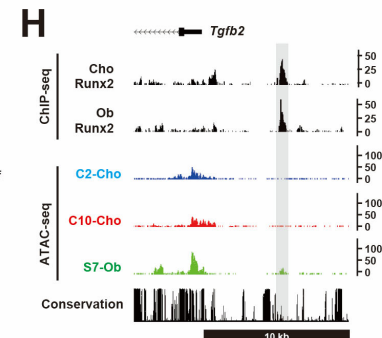 H
Tgfb2
ChIP-seq
Cho
Runx2
50
25
0
Ob
Runx2
50
25
0
ATAC-seq
C2-Cho
100
50
0
C10-Cho
100
50
0
S7-Ob
100
50
0
Conservation
10 kb